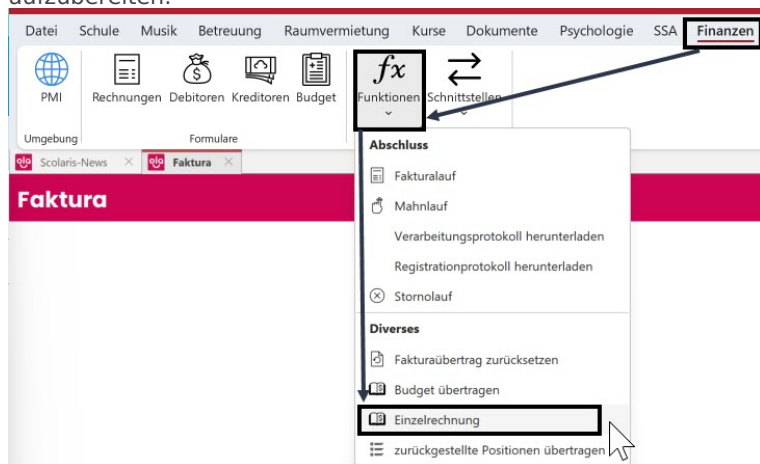 aufzubereiten.
Datei Schule Musik Betreuung Raumvermietung Kurse Dokumente Psychologie SSA Finanzen
fx
PMI Rechnungen Debitoren Kreditoren Budget Funktionen Schnittstellen
Umgebung Formulare
Scolaris-News Faktura
Faktura
Abschluss
Fakturalauf
Mahnlauf
Verarbeitungsprotokoll herunterladen
Registrationprotokoll herunterladen
Stornolauf
Diverses
Fakturaübertrag zurücksetzen
Budget übertragen
Einzelrechnung
zurückgestellte Positionen übertragen